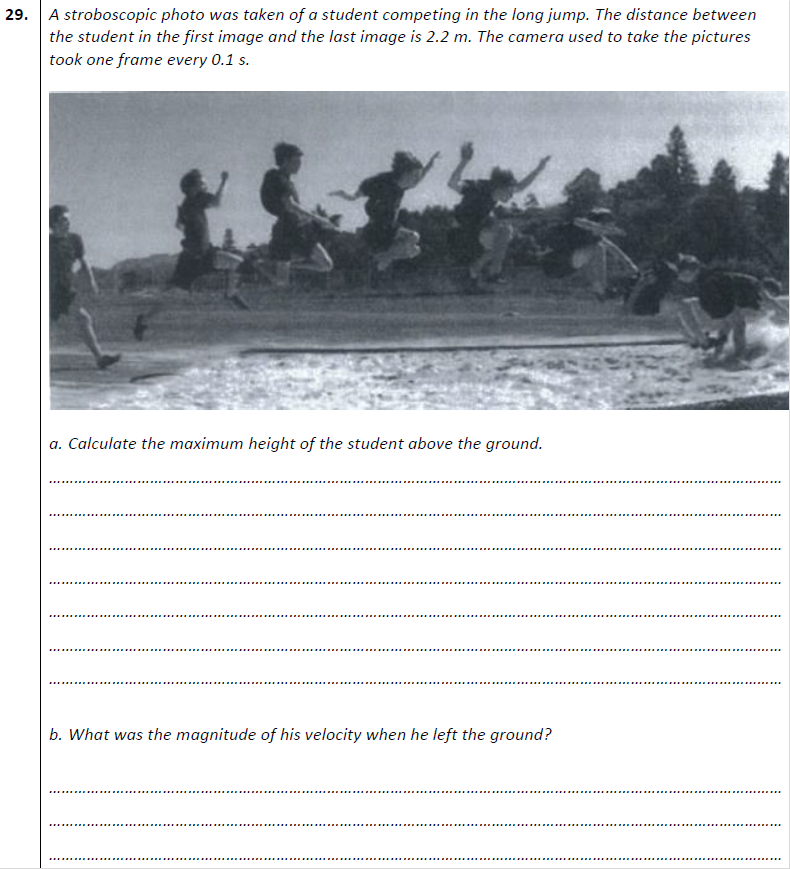 29. A stroboscopic photo was taken of a student competing in the long jump. The distance between
the student in the first image and the last image is 2.2 m. The camera used to take the pictures
took one frame every 0.1 s.
a. Calculate the maximum height of the student above the ground.
b. What was the magnitude of his velocity when he left the ground?